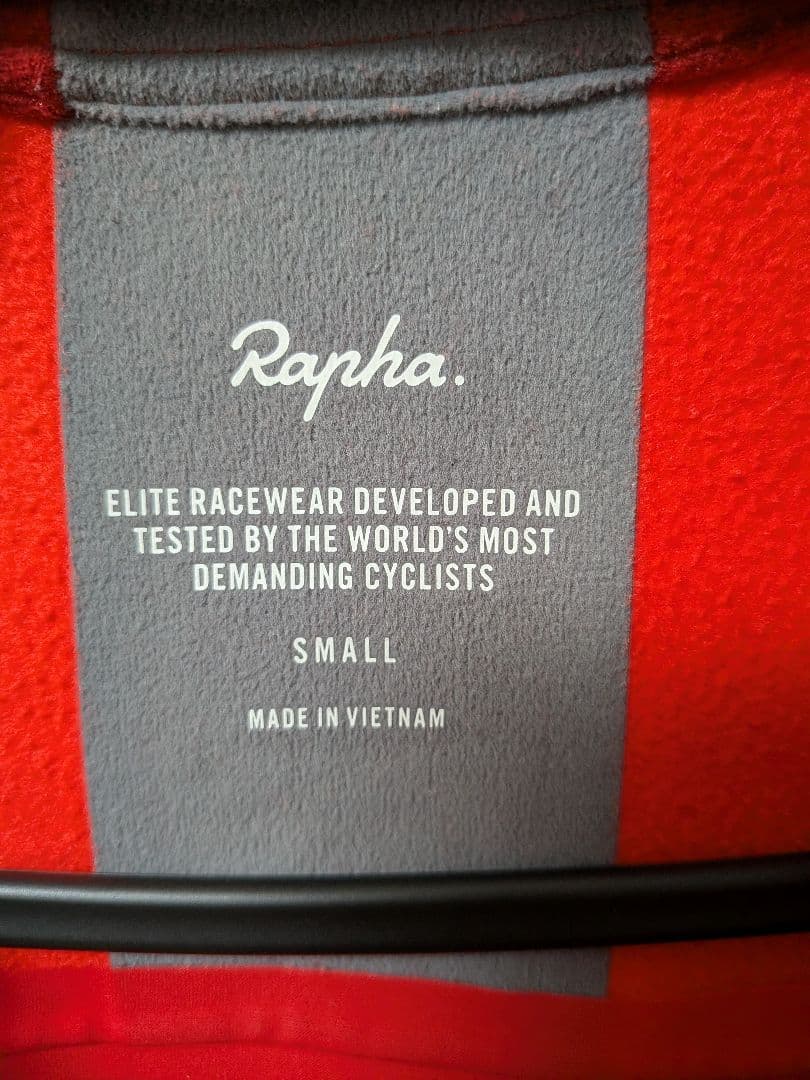 Rapha.
ELITE RACEWEAR DEVELOPED AND
TESTED BY THE WORLD'S MOST
DEMANDING CYCLISTS
SMALL
MADE IN VIETNAM